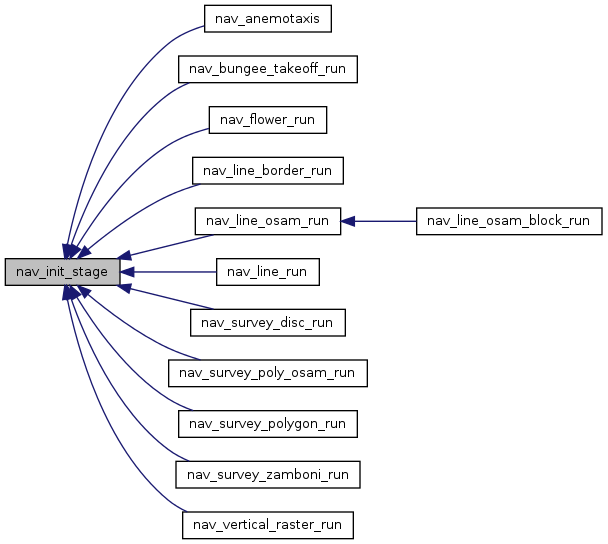 nav_anemotaxis
nav_bungee_takeoff_run
nav_flower_run
nav_line_border_run
nav_line_osam_run
nav_line_osam_block_run
nav_init_stage
nav_line_run
nav_survey_disc_run
nav_survey_poly_osam_run
nav_survey_polygon_run
nav_survey_zamboni_run
nav_vertical_raster_run